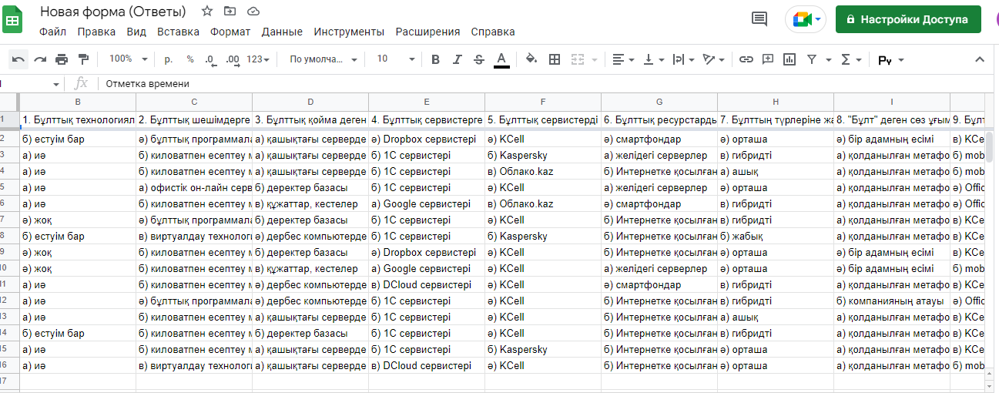 Новая форма (Ответы)
Файл Правка Вид Вставка Формат Данные Инструменты Расширения Справка
Настройки Доступа
100% р. % .0 .00 123 По умолча... 10 B I S A Σ Ру
fx Отметка времени
B C D E F G H I
1 1. Бұлттық технологиял 2. Бұлттық шешімдерге 3. Бұлттық қойма деген 4. Бұлттық сервистерге 5. Бұлттық сервистерді 6. Бұлттық ресурстарды 7. Бұлттың түрлеріне жа 8. "Бұлт" деген сөз ұғым 9. Бұлт
2 б) естуім бар ә) бұлттық программала а) қашықтағы серверде ә) Dropbox сервистері ә) KCell ә) смартфондар ә) орташа ә) бір адамның есімі в) KCe
3 а) иә б) киловатпен есептеу м а) қашықтағы серверде б) 1С сервистері б) Kaspersky а) желідегі серверлер в) гибридті а) қолданылған метафо б) mob
4 а) иә б) киловатпен есептеу м а) қашықтағы серверде б) 1С сервистері в) Облако.kaz б) Интернетке қосылған а) ашық а) қолданылған метафо б) mob
5 а) иә а) офистік он-лайн серв б) деректер базасы б) 1С сервистері ә) KCell а) желідегі серверлер ә) орташа а) қолданылған метафо ә) Offic
6 а) иә б) киловатпен есептеу м в) құжаттар, кестелер а) Google сервистері в) Облако.kaz ә) смартфондар в) гибридті а) қолданылған метафо ә) Offic
7 ә) жоқ ә) бұлттық программала б) деректер базасы б) 1С сервистері ә) KCell б) Интернетке қосылған в) гибридті а) қолданылған метафо в) KCe
8 б) естуім бар в) виртуалдау технологи ә) дербес компьютерде б) 1С сервистері б) Kaspersky б) Интернетке қосылған б) жабық а) қолданылған метафо в) KCe
9 ә) жоқ б) киловатпен есептеу м б) деректер базасы ә) Dropbox сервистері ә) KCell б) Интернетке қосылған ә) орташа ә) бір адамның есімі в) KCe
10 ә) жоқ б) киловатпен есептеу м в) құжаттар, кестелер а) Google сервистері ә) KCell а) желідегі серверлер ә) орташа ә) бір адамның есімі б) mob
11 а) иә б) киловатпен есептеу м ә) дербес компьютерде в) DCloud сервистері ә) KCell ә) смартфондар в) гибридті а) қолданылған метафо в) KCe
12 а) иә ә) бұлттық программала ә) дербес компьютерде б) 1С сервистері ә) KCell б) Интернетке қосылған в) гибридті б) компанияның атауы ә) Offic
13 а) иә б) киловатпен есептеу м а) қашықтағы серверде б) 1С сервистері ә) KCell б) Интернетке қосылған а) ашық а) қолданылған метафо в) KCe
14 б) естуім бар б) киловатпен есептеу м б) деректер базасы б) 1С сервистері ә) KCell б) Интернетке қосылған в) гибридті а) қолданылған метафо в) KCe
15 а) иә б) киловатпен есептеу м а) қашықтағы серверде б) 1С сервистері б) Kaspersky б) Интернетке қосылған ә) орташа а) қолданылған метафо в) KCe
16 а) иә в) виртуалдау технологи а) қашықтағы серверде в) DCloud сервистері ә) KCell б) Интернетке қосылған ә) орташа а) қолданылған метафо б) mob
17